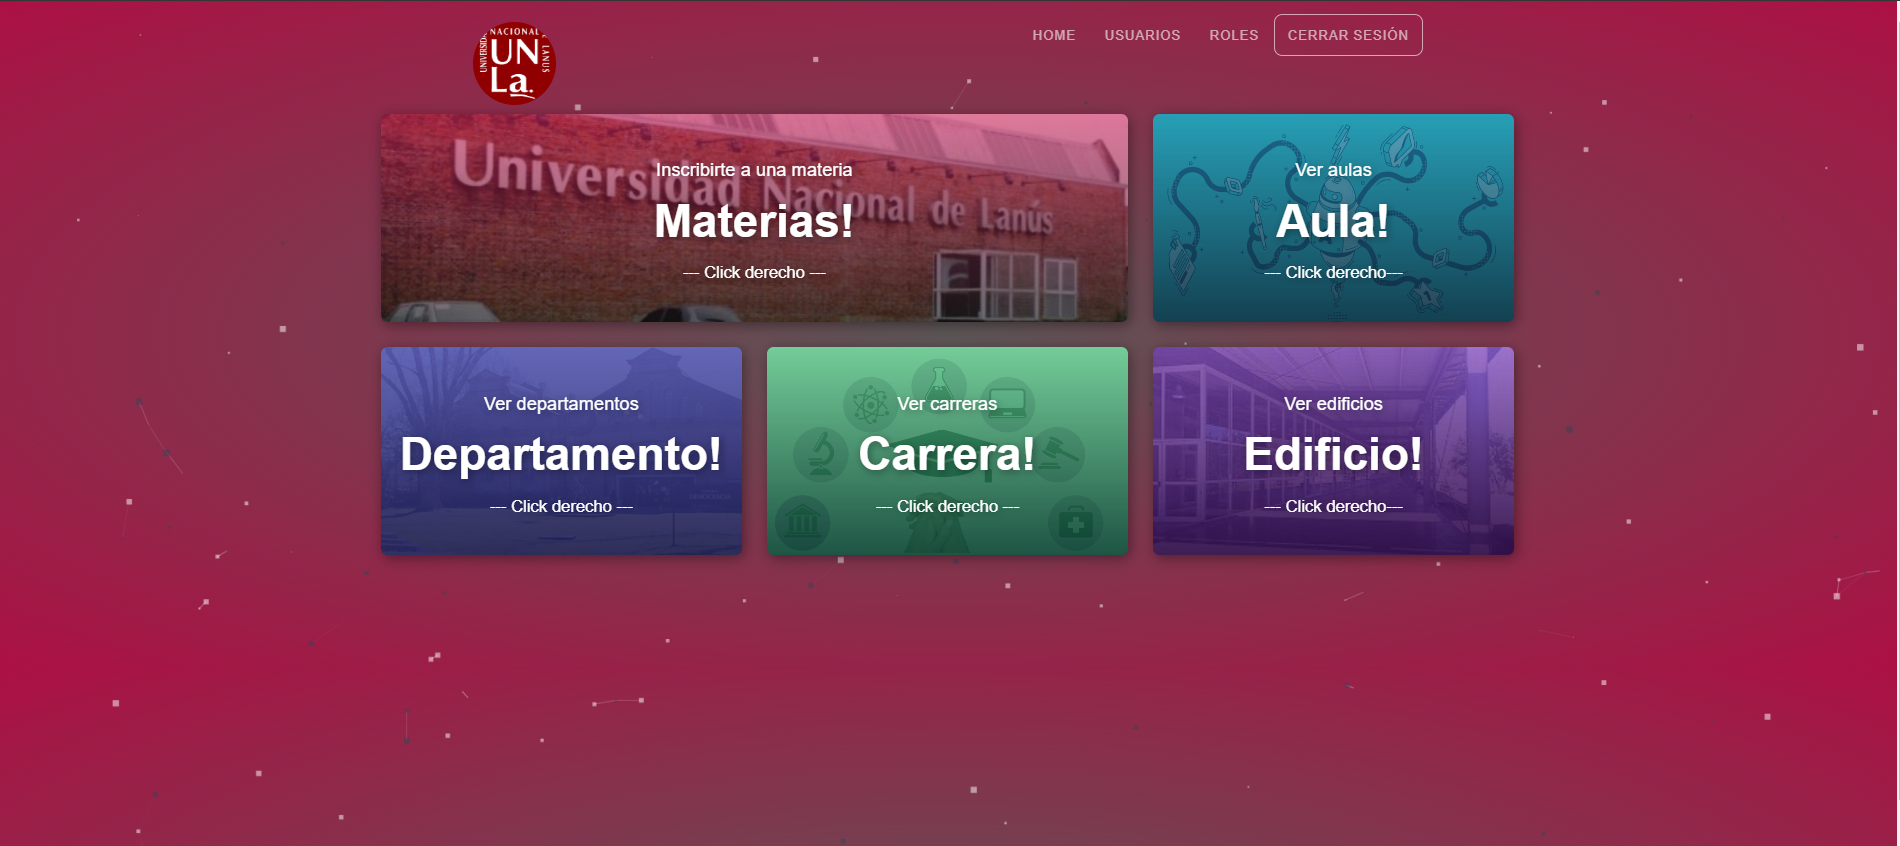 UNIVERSIDAD NACIONAL DE LANUS
UN
La.
HOME USUARIOS ROLES CERRAR SESIÓN
Universidad Nacional de Lanús
Inscribirte a una materia
Materias!
--- Click derecho ---
Ver aulas
Aula!
--- Click derecho---
Ver departamentos
Departamento!
--- Click derecho ---
Ver carreras
Carrera!
--- Click derecho ---
Ver edificios
Edificio!
--- Click derecho---